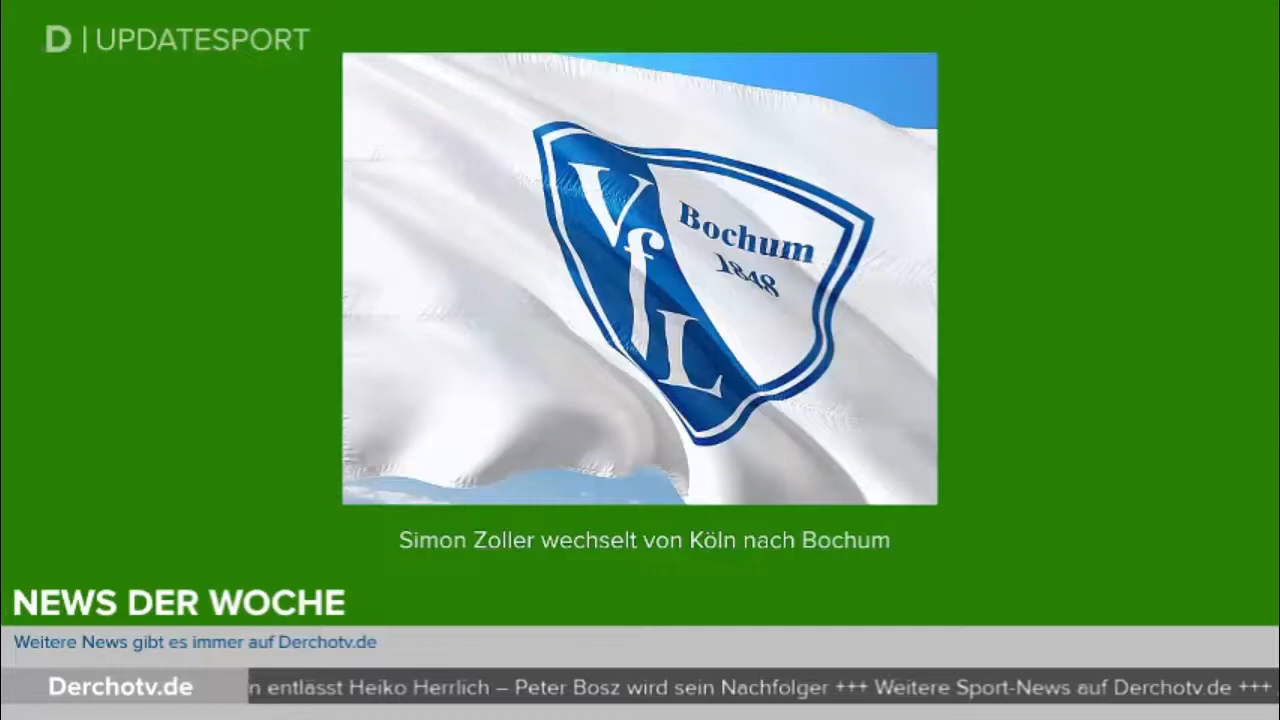 D | UPDATESPORT
VfL
Bochum
1848
Simon Zoller wechselt von Köln nach Bochum
NEWS DER WOCHE
Weitere News gibt es immer auf Derchotv.de
Derchotv.de
n entlässt Heiko Herrlich – Peter Bosz wird sein Nachfolger +++ Weitere Sport-News auf Derchotv.de +++